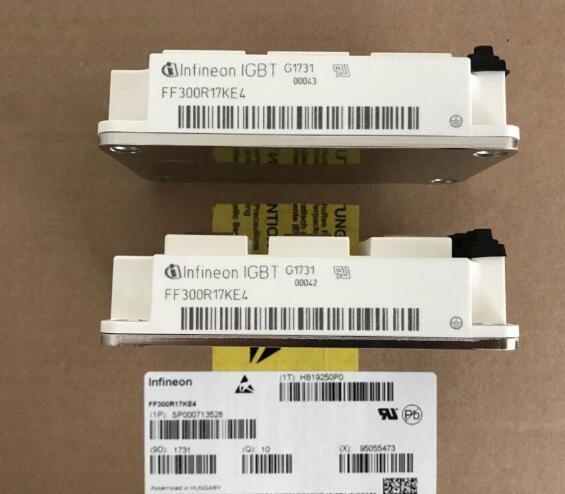 Infineon IGBT G1731
00043
FF300R17KE4
Infineon IGBT G1731
00042
FF300R17KE4
Infineon
(1T): HB19250P0
FF300R17KE4
(1P): SP000713528
Pb
(9D): 1731
(Q): 10
(X): 95055473
Assembled in HUNGARY